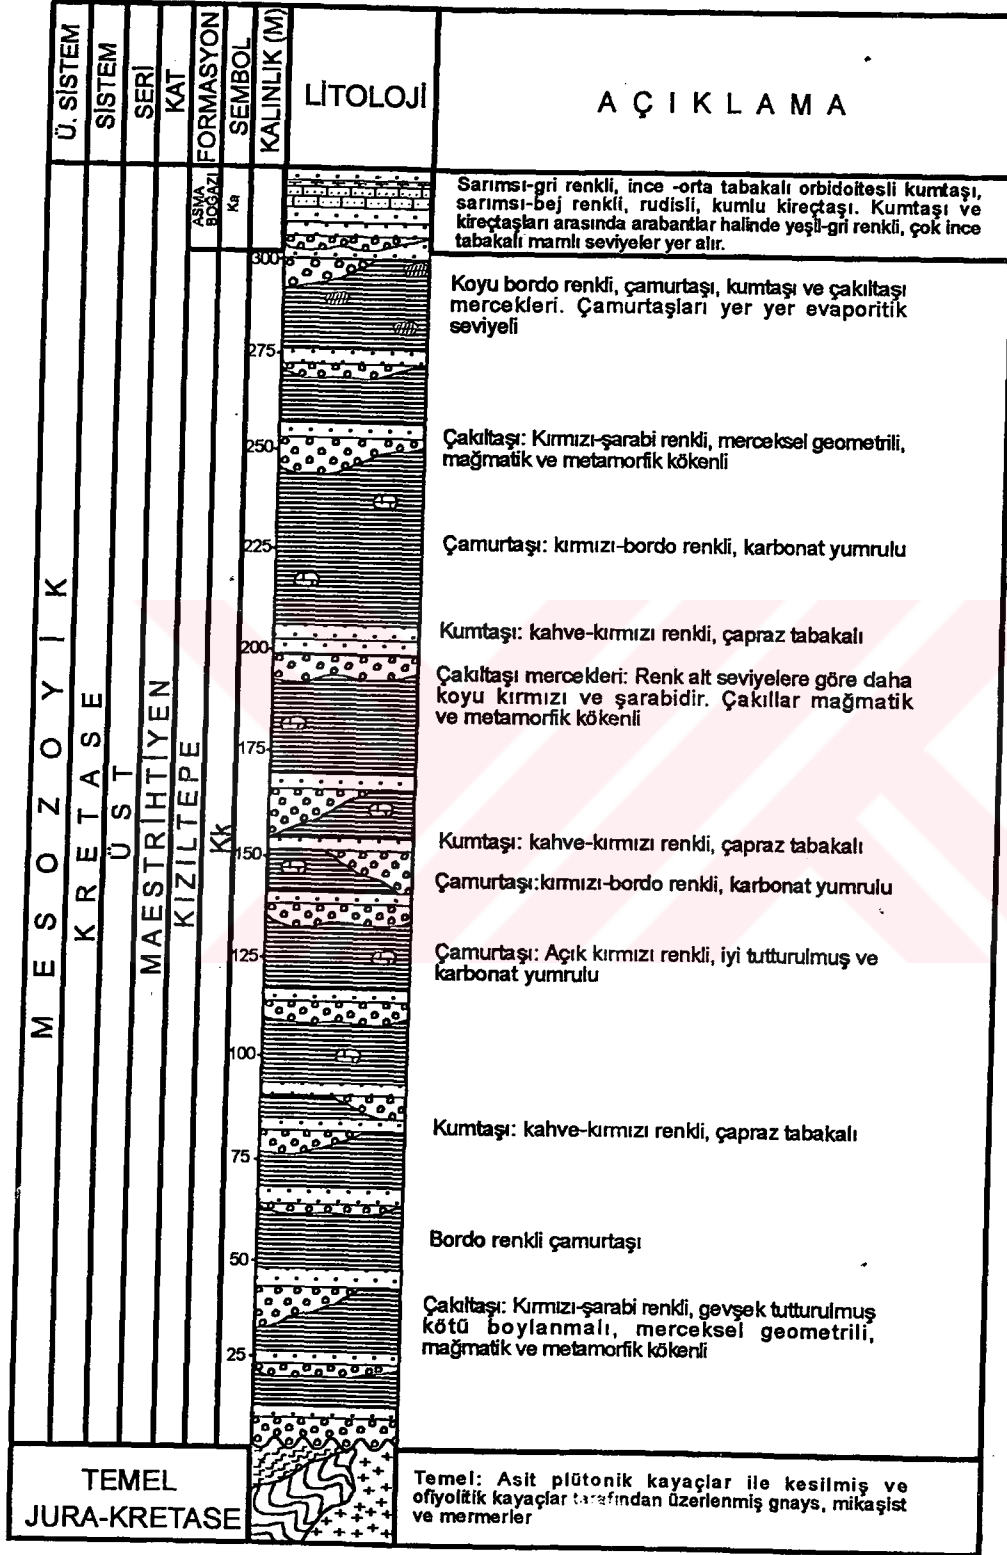 Ü. SİSTEM
SİSTEM
SERİ
KAT
FORMASYON
SEMBOL
KALINLIK (M)
LİTOLOJİ
AÇIKLAMA
MESOZOYİK
KRETASE
ÜST
MAESTRİHTİYEN
ASMA
BOĞAZI
Ka
KIZILTEPE
Kk
300
275
250
225
200
175
150
125
100
75
50
25
Sarımsı-gri renkli, ince -orta tabakalı orbidoitesli kumtaşı,
sarımsı-bej renkli, rudisli, kumlu kireçtaşı. Kumtaşı ve
kireçtaşları arasında arabantlar halinde yeşil-gri renkli, çok ince
tabakalı marnlı seviyeler yer alır.
Koyu bordo renkli, çamurtaşı, kumtaşı ve çakıltaşı
mercekleri. Çamurtaşları yer yer evaporitik
seviyeli
Çakıltaşı: Kırmızı-şarabi renkli, merceksel geometrili,
mağmatik ve metamorfik kökenli
Çamurtaşı: kırmızı-bordo renkli, karbonat yumrulu
Kumtaşı: kahve-kırmızı renkli, çapraz tabakalı
Çakıltaşı mercekleri: Renk alt seviyelere göre daha
koyu kırmızı ve şarabidir. Çakıllar mağmatik
ve metamorfik kökenli
Kumtaşı: kahve-kırmızı renkli, çapraz tabakalı
Çamurtaşı:kırmızı-bordo renkli, karbonat yumrulu
Çamurtaşı: Açık kırmızı renkli, iyi tutturulmuş ve
karbonat yumrulu
Kumtaşı: kahve-kırmızı renkli, çapraz tabakalı
Bordo renkli çamurtaşı
Çakıltaşı: Kırmızı-şarabi renkli, gevşek tutturulmuş
kötü boylanmalı, merceksel geometrili,
mağmatik ve metamorfik kökenli
TEMEL
JURA-KRETASE
Temel: Asit plütonik kayaçlar ile kesilmiş ve
ofiyolitik kayaçlar tarafından üzerlenmiş gnays, mikaşist
ve mermerler